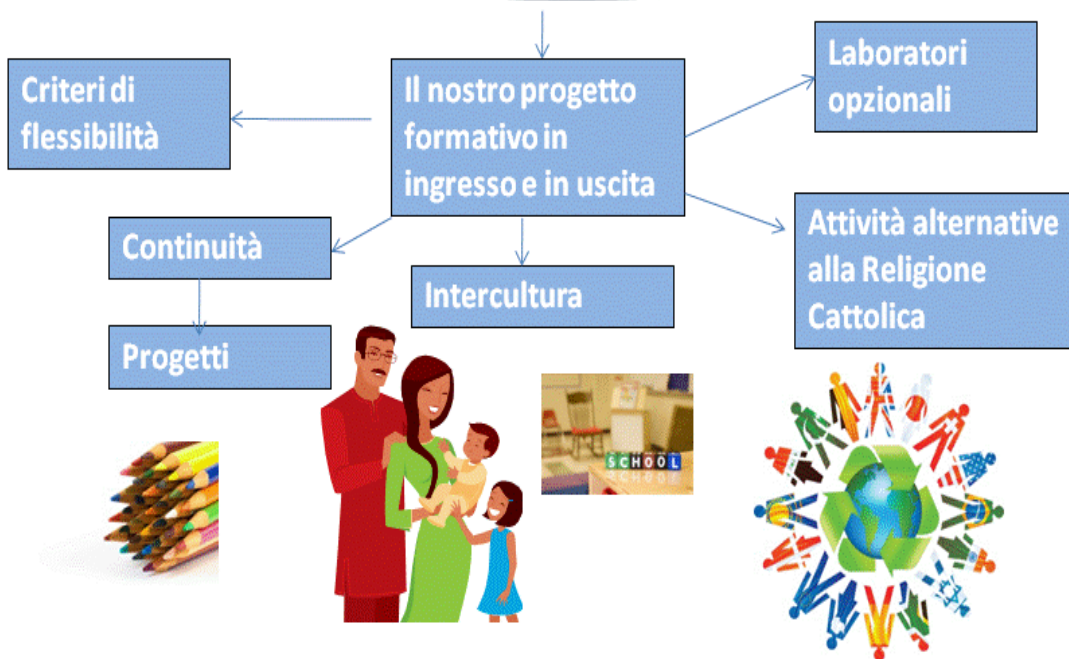 Criteri di
flessibilità
Il nostro progetto
formativo in
ingresso e in uscita
Laboratori
opzionali
Continuità
Intercultura
Attività alternative
alla Religione
Cattolica
Progetti
SCHOOL